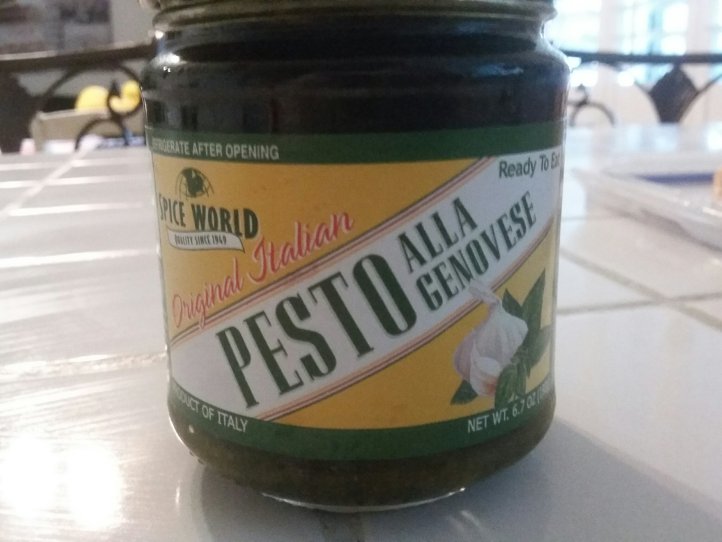 REFRIGERATE AFTER OPENING
Ready To Eat
SPICE WORLD
QUALITY SINCE 1949
Original Italian
PESTO ALLA
GENOVESE
PRODUCT OF ITALY
NET WT. 6.7 OZ